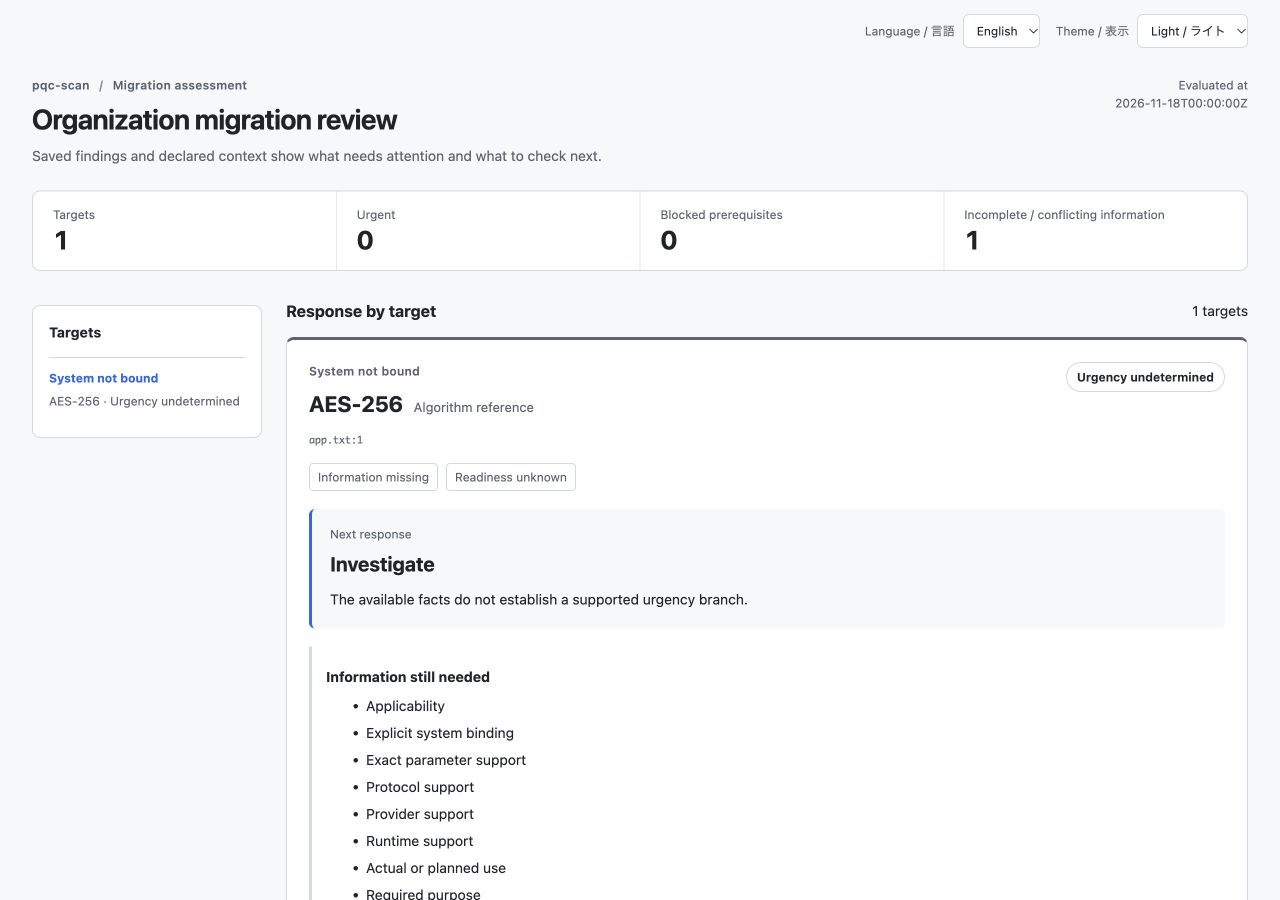 Language / 言語 English Theme / 表示 Light / ライト
pqc-scan / Migration assessment
Evaluated at
2026-11-18T00:00:00Z
Organization migration review
Saved findings and declared context show what needs attention and what to check next.
Targets
1
Urgent
0
Blocked prerequisites
0
Incomplete / conflicting information
1
Targets
System not bound
AES-256 · Urgency undetermined
Response by target
1 targets
System not bound
Urgency undetermined
AES-256 Algorithm reference
app.txt:1
Information missing Readiness unknown
Next response
Investigate
The available facts do not establish a supported urgency branch.
Information still needed
• Applicability
• Explicit system binding
• Exact parameter support
• Protocol support
• Provider support
• Runtime support
• Actual or planned use
• Required purpose